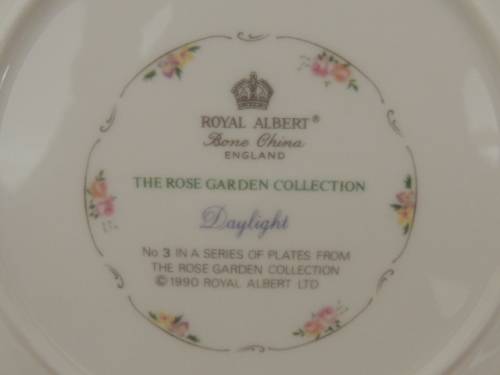 ROYAL ALBERT®
Bone China
ENGLAND
THE ROSE GARDEN COLLECTION
Daylight
No 3 IN A SERIES OF PLATES FROM
THE ROSE GARDEN COLLECTION
© 1990 ROYAL ALBERT LTD